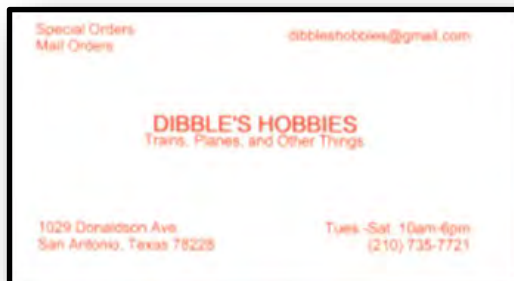 Special Orders
Mail Orders
dibbleshobbies@gmail.com
DIBBLE'S HOBBIES
Trains, Planes, and Other Things
1029 Donaldson Ave.
San Antonio, Texas 78228
Tues.-Sat. 10am-6pm
(210) 735-7721